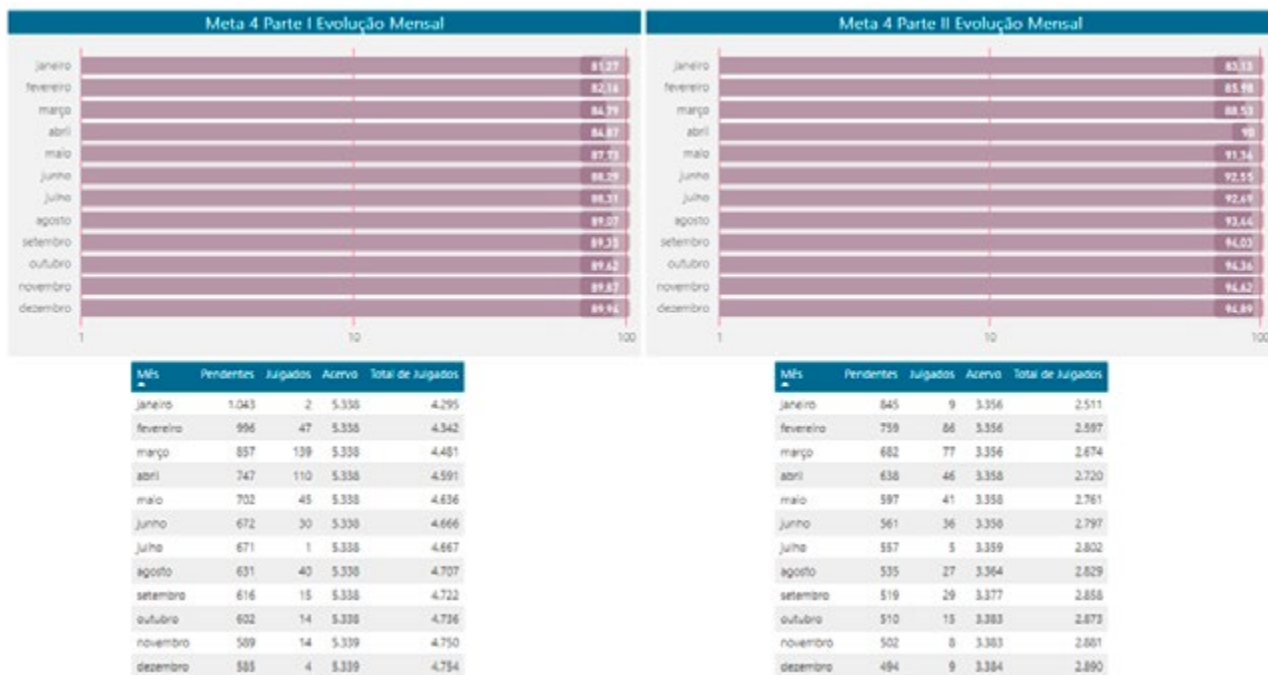 Meta 4 Parte I Evolução Mensal
janeiro 81,27
fevereiro 82,16
março 84,79
abril 84,87
maio 87,73
junho 88,29
julho 88,31
agosto 89,07
setembro 89,35
outubro 89,62
novembro 89,87
dezembro 89,94
1 10 100
Meta 4 Parte II Evolução Mensal
janeiro 83,13
fevereiro 85,98
março 88,53
abril 90
maio 91,36
junho 92,55
julho 92,69
agosto 93,44
setembro 94,03
outubro 94,36
novembro 94,62
dezembro 94,89
1 10 100
Mês Pendentes Julgados Acervo Total de Julgados
janeiro 1.043 2 5.338 4.295
fevereiro 996 47 5.338 4.342
março 857 139 5.338 4.481
abril 747 110 5.338 4.591
maio 702 45 5.338 4.636
junho 672 30 5.338 4.666
julho 671 1 5.338 4.667
agosto 631 40 5.338 4.707
setembro 616 15 5.338 4.722
outubro 602 14 5.338 4.736
novembro 589 14 5.339 4.750
dezembro 585 4 5.339 4.754
Mês Pendentes Julgados Acervo Total de Julgados
janeiro 845 9 3.356 2.511
fevereiro 759 86 3.356 2.597
março 682 77 3.356 2.674
abril 638 46 3.358 2.720
maio 597 41 3.358 2.761
junho 561 36 3.358 2.797
julho 557 5 3.359 2.802
agosto 535 27 3.364 2.829
setembro 519 29 3.377 2.858
outubro 510 15 3.383 2.873
novembro 502 8 3.383 2.881
dezembro 494 9 3.384 2.890